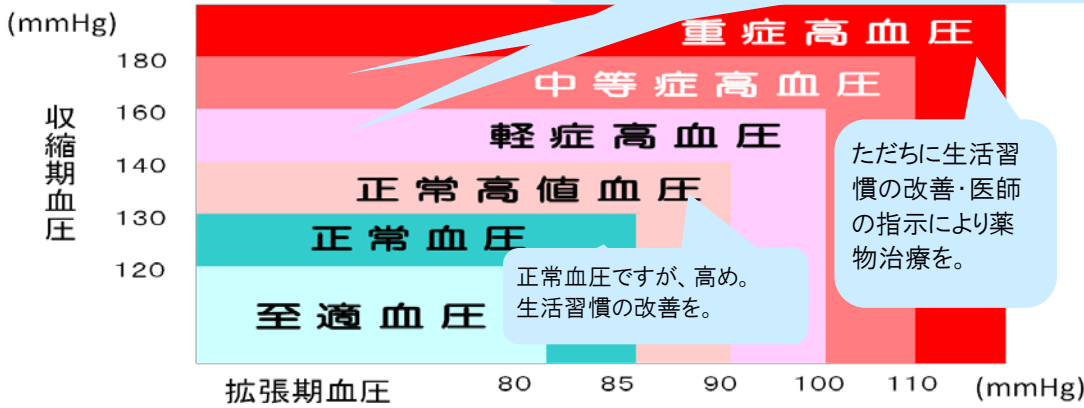 (mmHg)
重症高血圧
180
中等症高血圧
160
軽症高血圧
140
正常高値血圧
130
正常血圧
120
至適血圧
収縮期血圧
ただちに生活習
慣の改善・医師
の指示により薬
物治療を。
正常血圧ですが、高め。
生活習慣の改善を。
拡張期血圧
80
85
90
100
110
(mmHg)